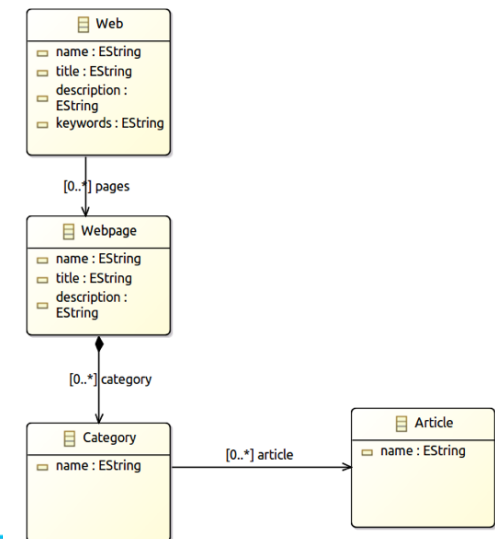 Web
name : EString
title : EString
description :
EString
keywords : EString
[0..*] pages
Webpage
name : EString
title : EString
description :
EString
[0..*] category
Category
name : EString
[0..*] article
Article
name : EString